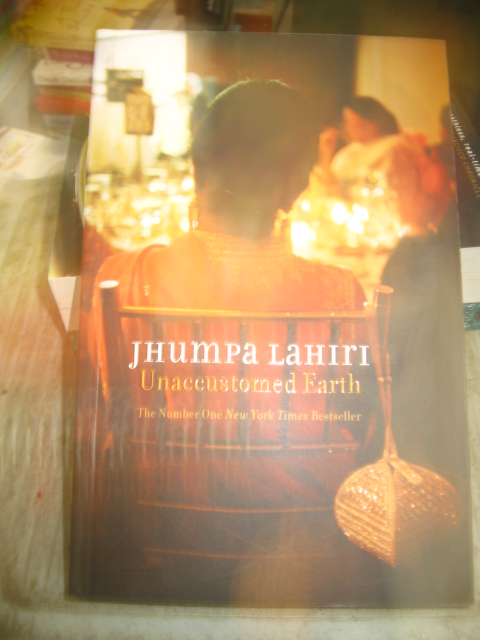 Jhumpa Lahiri
Unaccustomed Earth
The Number One New York Times Bestseller